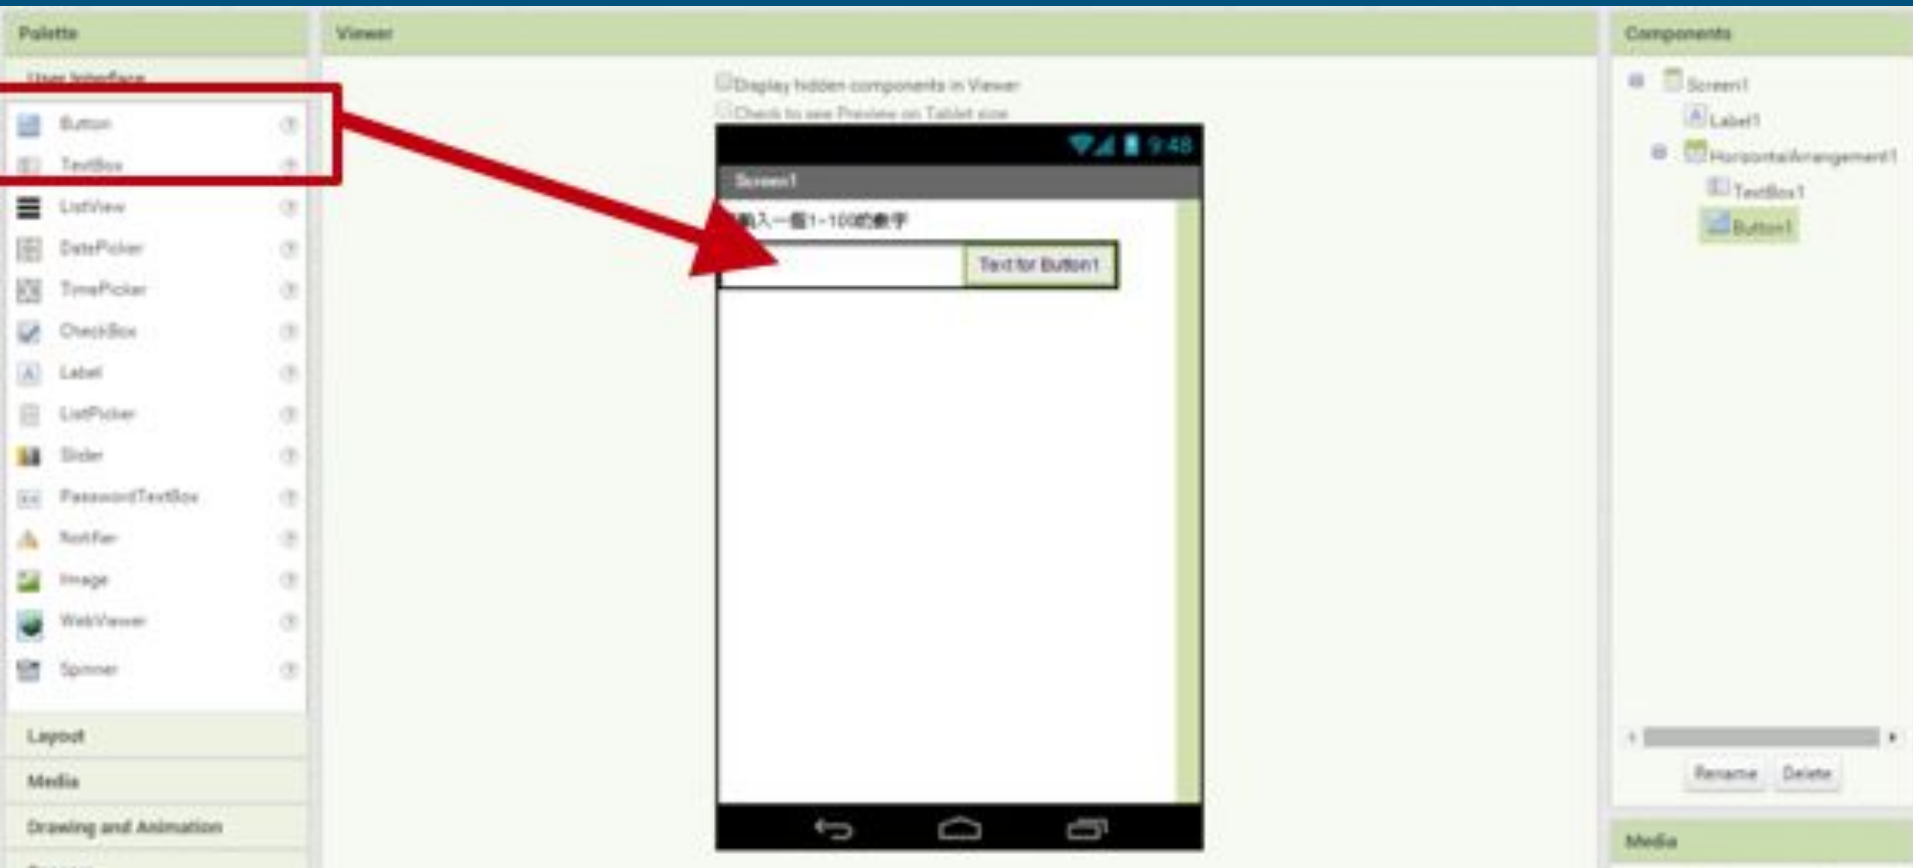 Palette
User Interface
Button
TextBox
ListView
DatePicker
TimePicker
CheckBox
Label
ListPicker
Slider
PasswordTextBox
Notifier
Image
WebViewer
Spinner
Layout
Media
Drawing and Animation
Viewer
Display hidden components in Viewer
Check to see Preview on Tablet size
9:48
Screen1
輸入一個1~100的數字
Text for Button1
Components
Screen1
Label1
HorizontalArrangement1
TextBox1
Button1
Rename Delete
Media